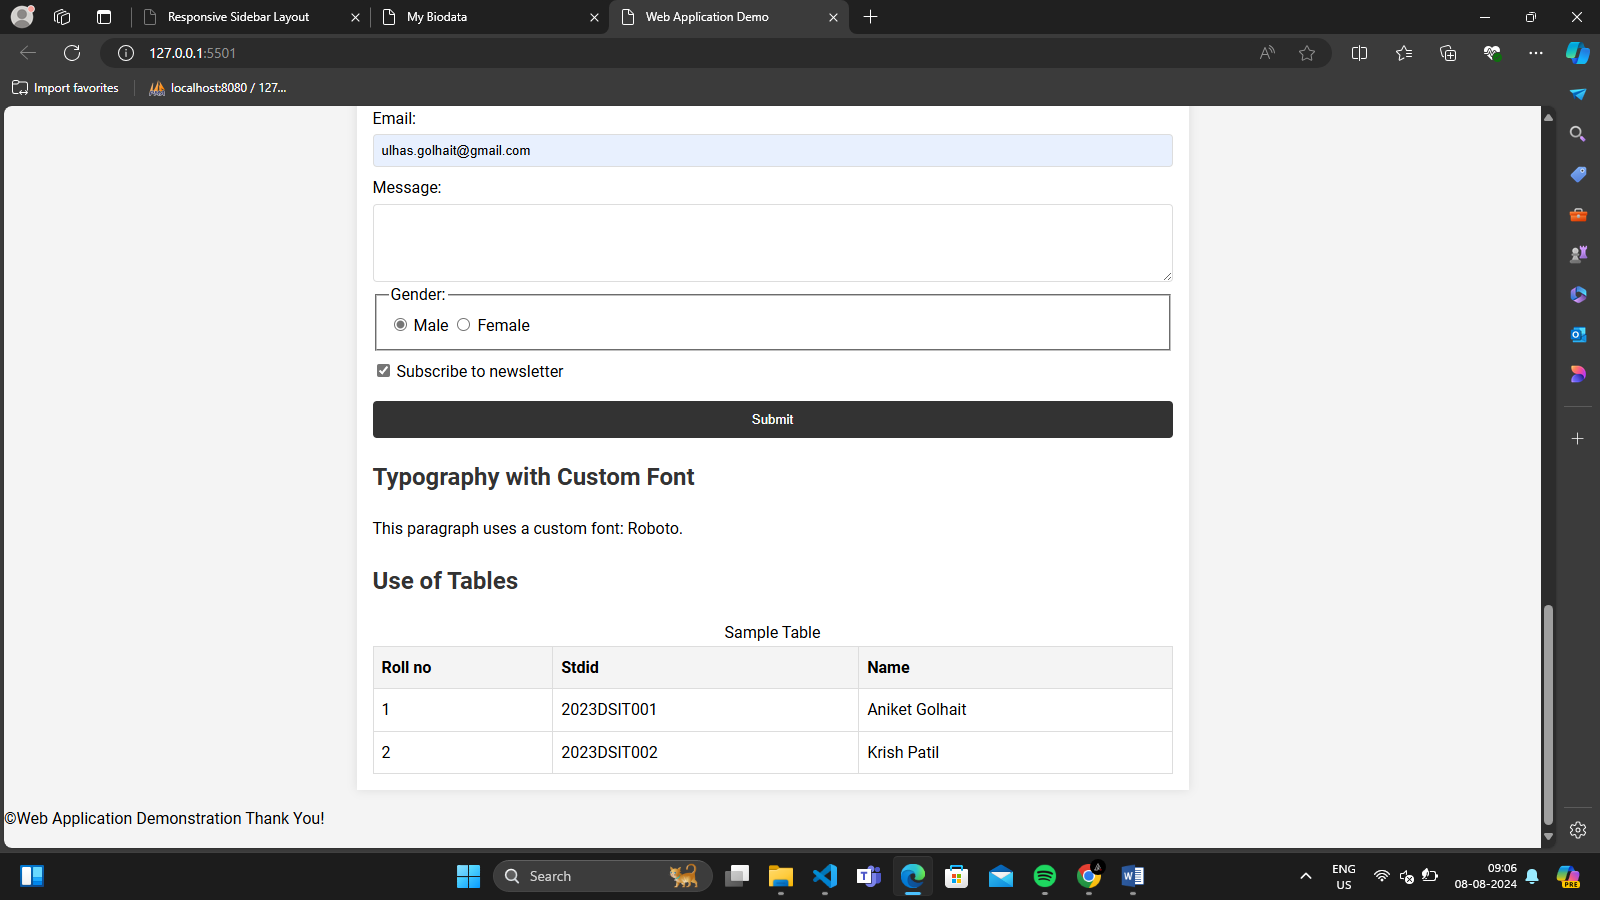 Responsive Sidebar Layout
My Biodata
Web Application Demo
127.0.0.1:5501
Import favorites
localhost:8080 / 127...
Email:
ulhas.golhait@gmail.com
Message:
Gender:
Male Female
Subscribe to newsletter
Submit
Typography with Custom Font
This paragraph uses a custom font: Roboto.
Use of Tables
Sample Table
Roll no Stdid Name
1 2023DSIT001 Aniket Golhait
2 2023DSIT002 Krish Patil
©Web Application Demonstration Thank You!
Search
ENG
US
09:06
08-08-2024
PRE